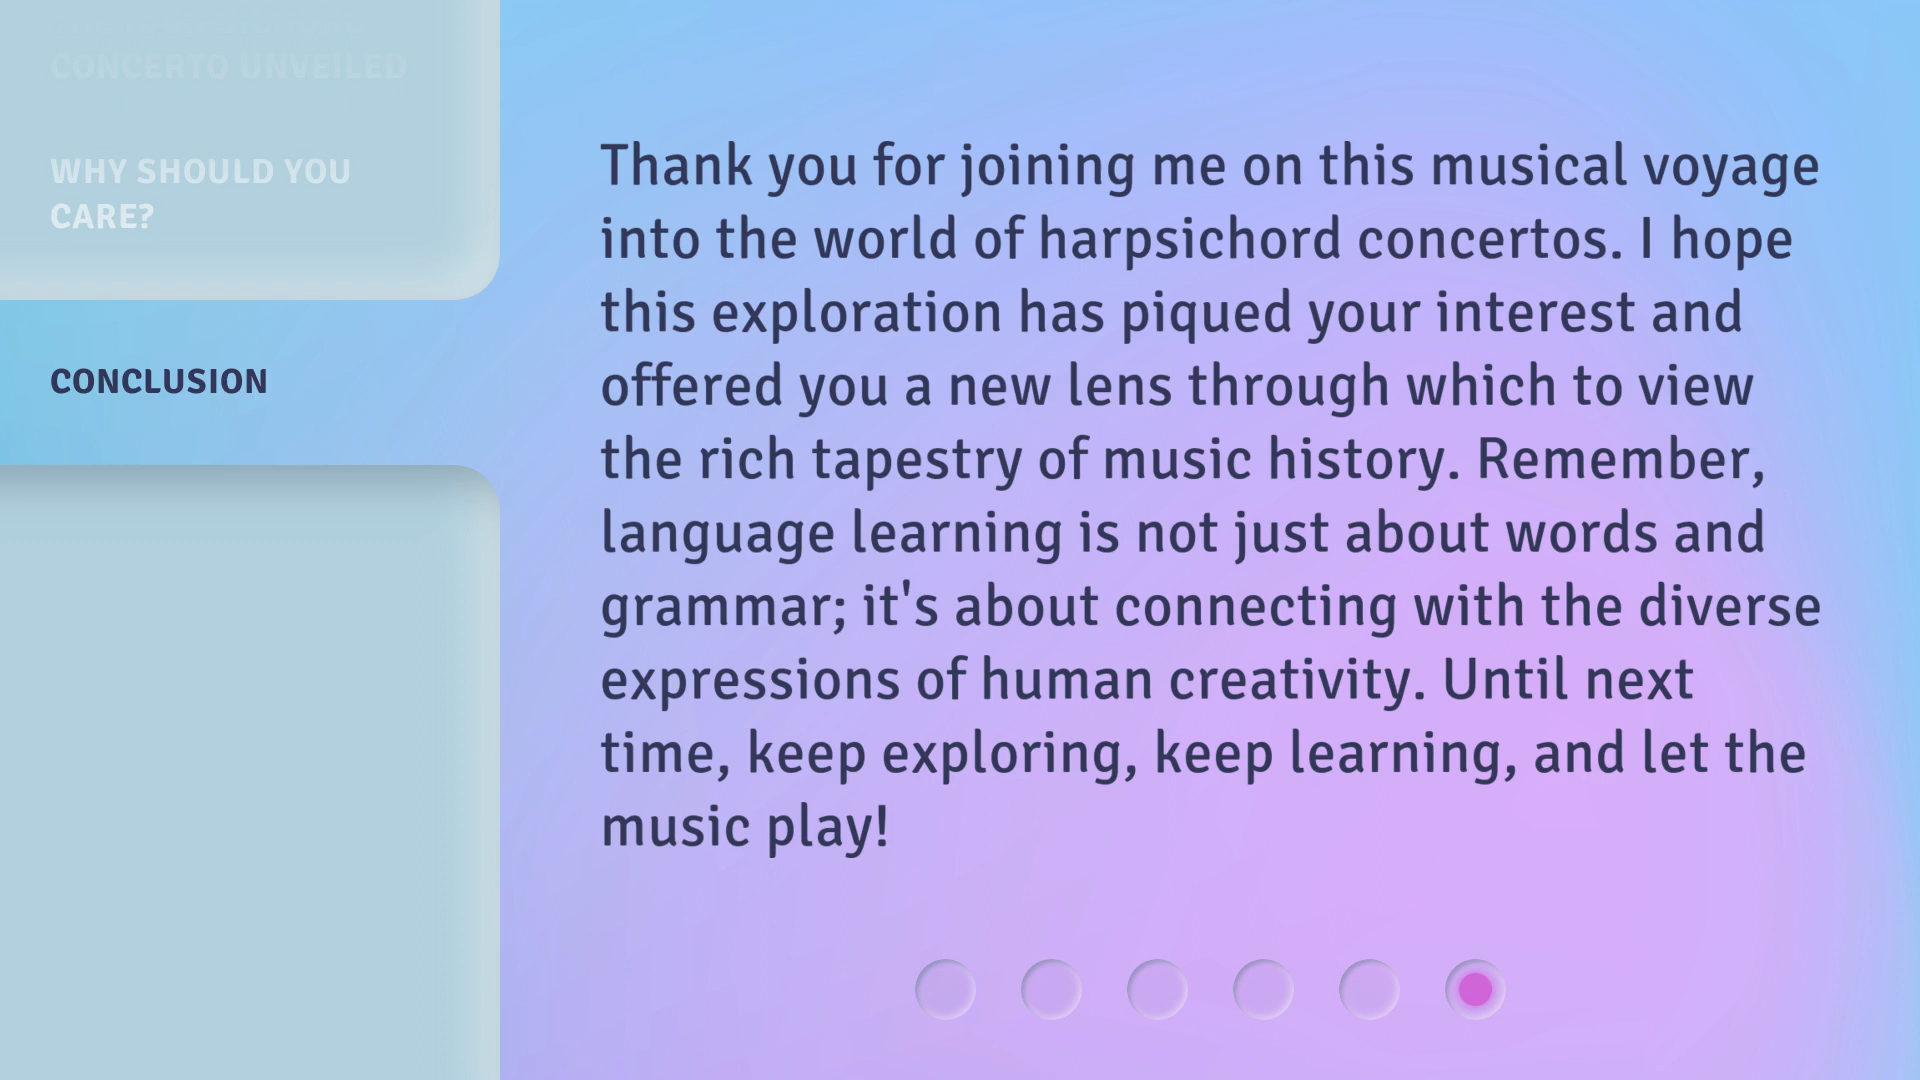 CONCERTO UNVEILED
WHY SHOULD YOU
CARE?
CONCLUSION
Thank you for joining me on this musical voyage
into the world of harpsichord concertos. I hope
this exploration has piqued your interest and
offered you a new lens through which to view
the rich tapestry of music history. Remember,
language learning is not just about words and
grammar; it's about connecting with the diverse
expressions of human creativity. Until next
time, keep exploring, keep learning, and let the
music play!